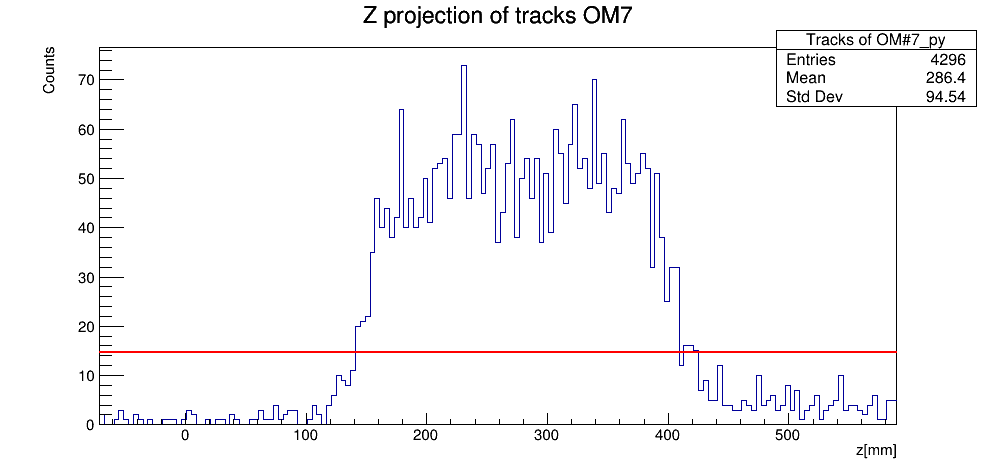 Z projection of tracks OM7
Tracks of OM#7_py
Entries 4296
Mean 286.4
Std Dev 94.54
Counts
70
60
50
40
30
20
10
0
0 100 200 300 400 500
z[mm]